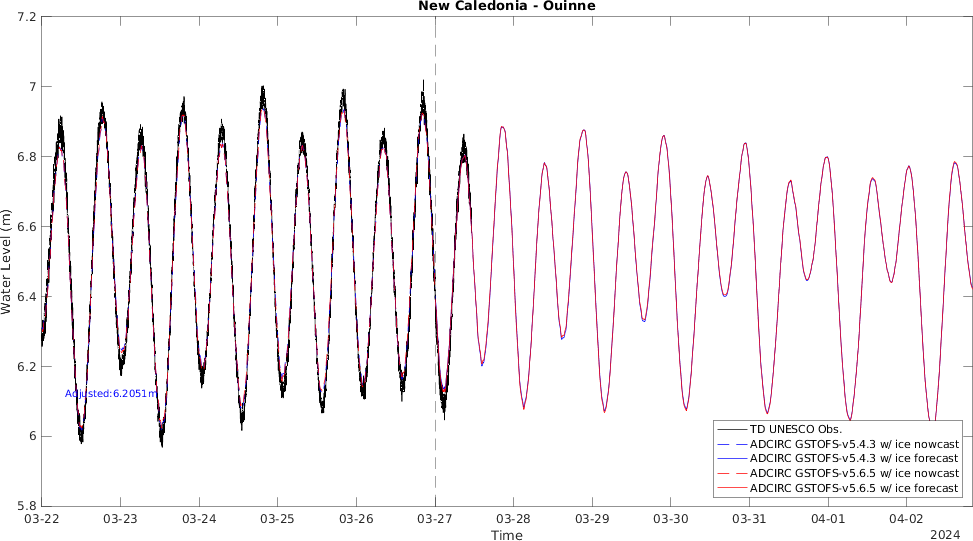 New Caledonia - Ouinne
Water Level (m)
7.2
7
6.8
6.6
6.4
6.2
6
5.8
Adjusted:6.2051m
TD UNESCO Obs.
ADCIRC GSTOFS-v5.4.3 w/ ice nowcast
ADCIRC GSTOFS-v5.4.3 w/ ice forecast
ADCIRC GSTOFS-v5.6.5 w/ ice nowcast
ADCIRC GSTOFS-v5.6.5 w/ ice forecast
03-22 03-23 03-24 03-25 03-26 03-27 03-28 03-29 03-30 03-31 04-01 04-02
Time
2024